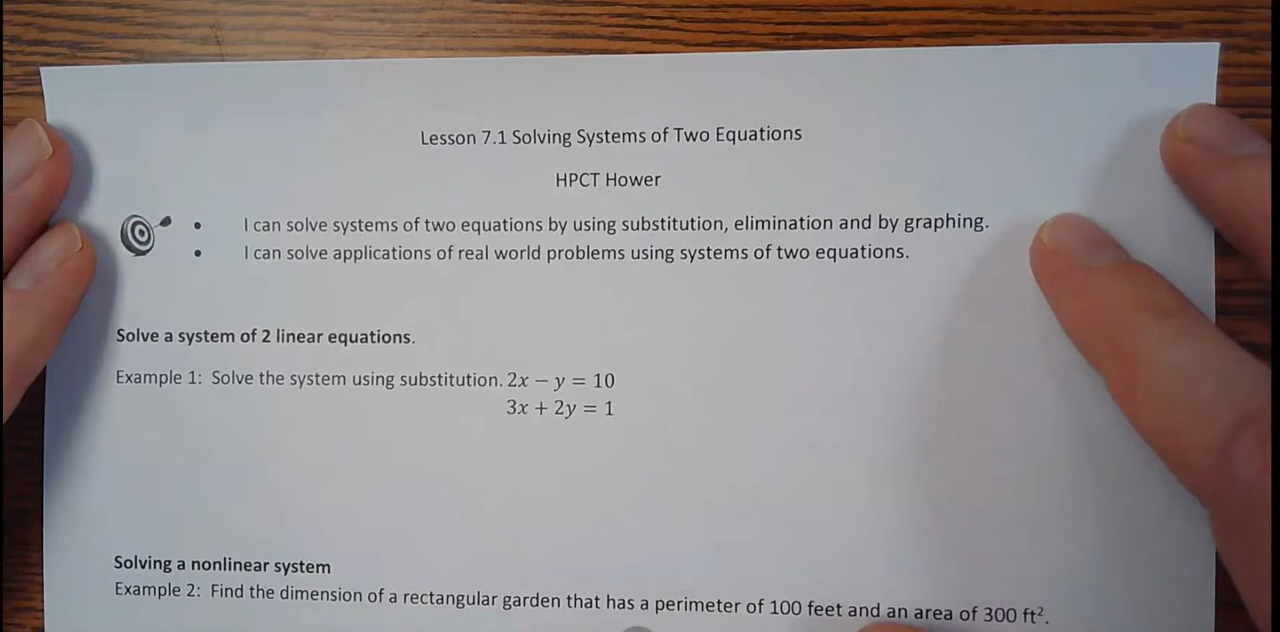 Lesson 7.1 Solving Systems of Two Equations
HPCT Hower
• I can solve systems of two equations by using substitution, elimination and by graphing.
• I can solve applications of real world problems using systems of two equations.
Solve a system of 2 linear equations.
Example 1: Solve the system using substitution. 2x − y = 10
3x + 2y = 1
Solving a nonlinear system
Example 2: Find the dimension of a rectangular garden that has a perimeter of 100 feet and an area of 300 ft².